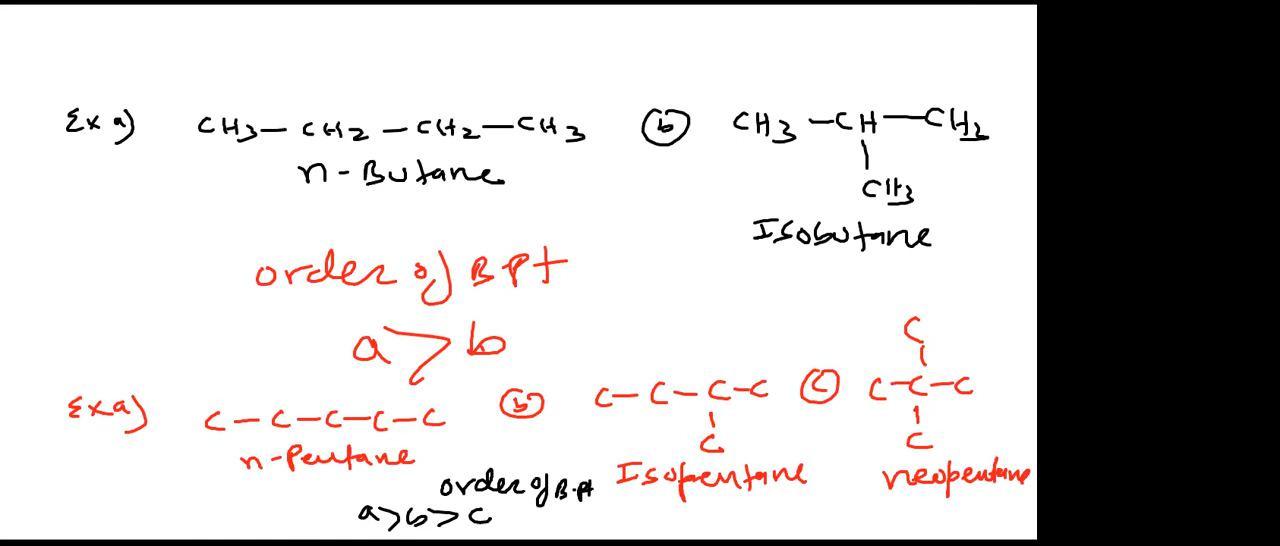 Ex a) CH3 — CH2 — CH2 — CH3 (b) CH3 — CH — CH3
|
CH3
n - Butane
Isobutane
order of B Pt
a > b
C
|
Ex a) C - C - C - C - C (b) C - C - C - C (c) C - C - C
| |
C C
n - Pentane Isopentane neopentane
order of B.pt
a > b > c